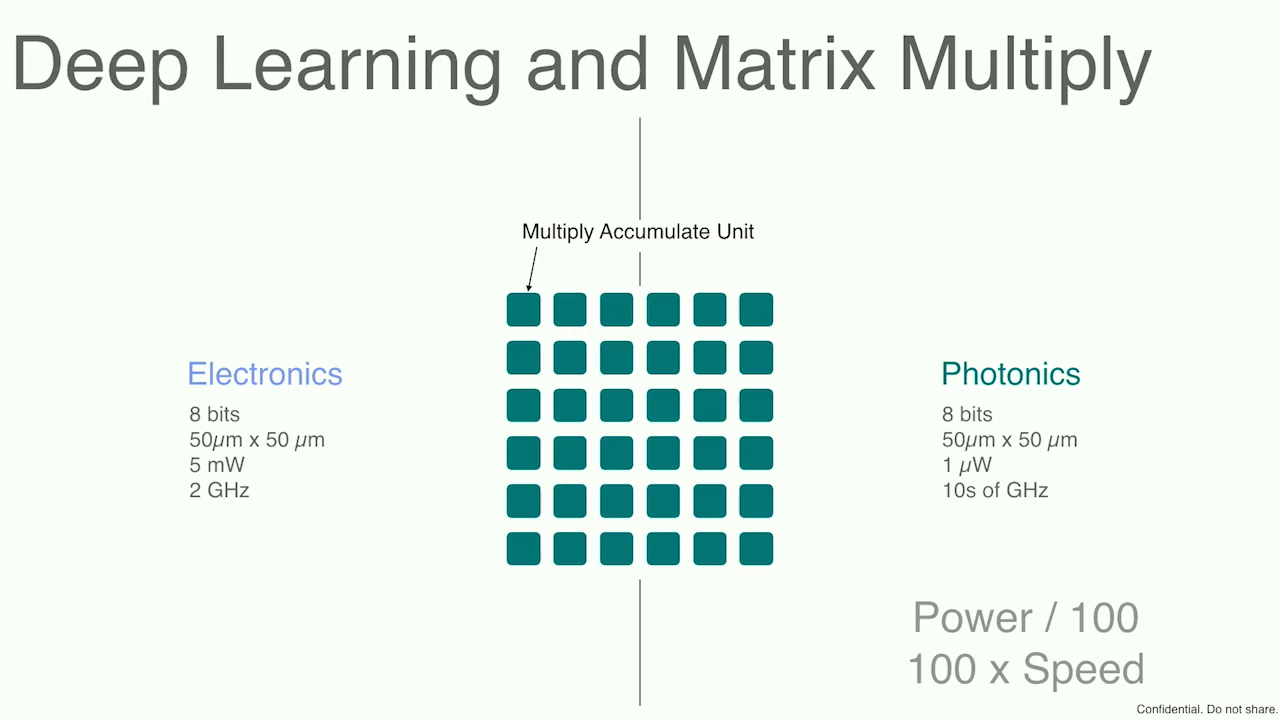 Deep Learning and Matrix Multiply
Multiply Accumulate Unit
Electronics
8 bits
50µm x 50 µm
5 mW
2 GHz
Photonics
8 bits
50µm x 50 µm
1 µW
10s of GHz
Power / 100
100 x Speed
Confidential. Do not share.